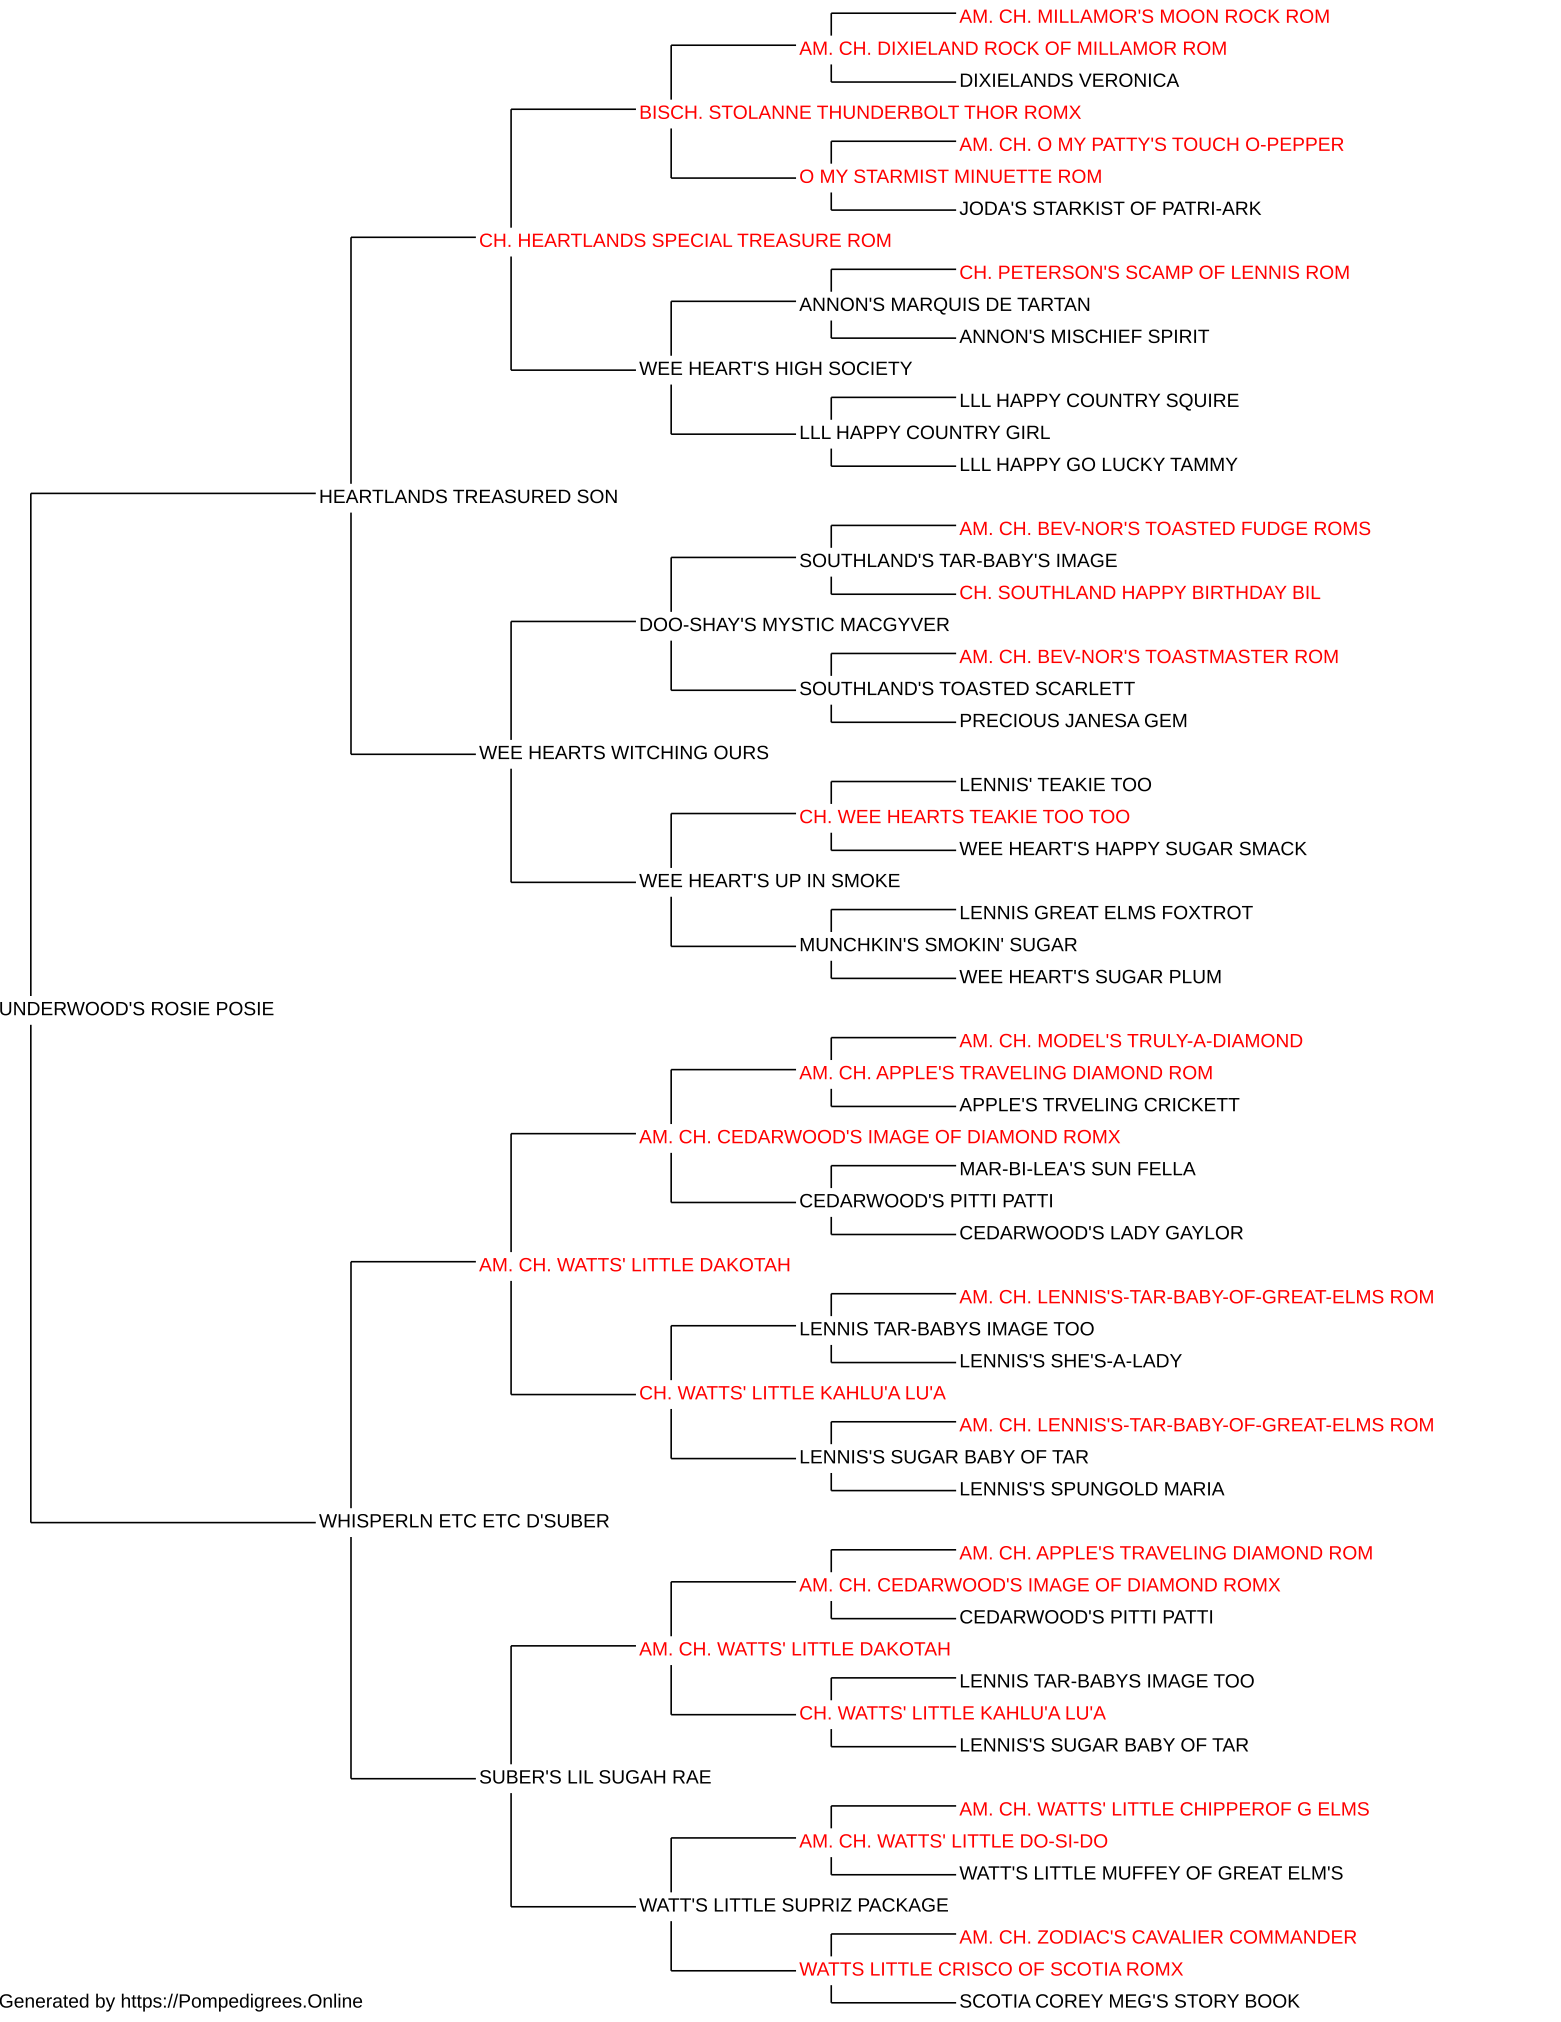 AM. CH. MILLAMOR'S MOON ROCK ROM
AM. CH. DIXIELAND ROCK OF MILLAMOR ROM
DIXIELANDS VERONICA
BISCH. STOLANNE THUNDERBOLT THOR ROMX
AM. CH. O MY PATTY'S TOUCH O-PEPPER
O MY STARMIST MINUETTE ROM
JODA'S STARKIST OF PATRI-ARK
CH. HEARTLANDS SPECIAL TREASURE ROM
CH. PETERSON'S SCAMP OF LENNIS ROM
ANNON'S MARQUIS DE TARTAN
ANNON'S MISCHIEF SPIRIT
WEE HEART'S HIGH SOCIETY
LLL HAPPY COUNTRY SQUIRE
LLL HAPPY COUNTRY GIRL
LLL HAPPY GO LUCKY TAMMY
HEARTLANDS TREASURED SON
AM. CH. BEV-NOR'S TOASTED FUDGE ROMS
SOUTHLAND'S TAR-BABY'S IMAGE
CH. SOUTHLAND HAPPY BIRTHDAY BIL
DOO-SHAY'S MYSTIC MACGYVER
AM. CH. BEV-NOR'S TOASTMASTER ROM
SOUTHLAND'S TOASTED SCARLETT
PRECIOUS JANESA GEM
WEE HEARTS WITCHING OURS
LENNIS' TEAKIE TOO
CH. WEE HEARTS TEAKIE TOO TOO
WEE HEART'S HAPPY SUGAR SMACK
WEE HEART'S UP IN SMOKE
LENNIS GREAT ELMS FOXTROT
MUNCHKIN'S SMOKIN' SUGAR
WEE HEART'S SUGAR PLUM
UNDERWOOD'S ROSIE POSIE
AM. CH. MODEL'S TRULY-A-DIAMOND
AM. CH. APPLE'S TRAVELING DIAMOND ROM
APPLE'S TRVELING CRICKETT
AM. CH. CEDARWOOD'S IMAGE OF DIAMOND ROMX
MAR-BI-LEA'S SUN FELLA
CEDARWOOD'S PITTI PATTI
CEDARWOOD'S LADY GAYLOR
AM. CH. WATTS' LITTLE DAKOTAH
AM. CH. LENNIS'S-TAR-BABY-OF-GREAT-ELMS ROM
LENNIS TAR-BABYS IMAGE TOO
LENNIS'S SHE'S-A-LADY
CH. WATTS' LITTLE KAHLU'A LU'A
AM. CH. LENNIS'S-TAR-BABY-OF-GREAT-ELMS ROM
LENNIS'S SUGAR BABY OF TAR
LENNIS'S SPUNGOLD MARIA
WHISPERLN ETC ETC D'SUBER
AM. CH. APPLE'S TRAVELING DIAMOND ROM
AM. CH. CEDARWOOD'S IMAGE OF DIAMOND ROMX
CEDARWOOD'S PITTI PATTI
AM. CH. WATTS' LITTLE DAKOTAH
LENNIS TAR-BABYS IMAGE TOO
CH. WATTS' LITTLE KAHLU'A LU'A
LENNIS'S SUGAR BABY OF TAR
SUBER'S LIL SUGAH RAE
AM. CH. WATTS' LITTLE CHIPPEROF G ELMS
AM. CH. WATTS' LITTLE DO-SI-DO
WATT'S LITTLE MUFFEY OF GREAT ELM'S
WATT'S LITTLE SUPRIZ PACKAGE
AM. CH. ZODIAC'S CAVALIER COMMANDER
WATTS LITTLE CRISCO OF SCOTIA ROMX
SCOTIA COREY MEG'S STORY BOOK
Generated by https://Pompedigrees.Online